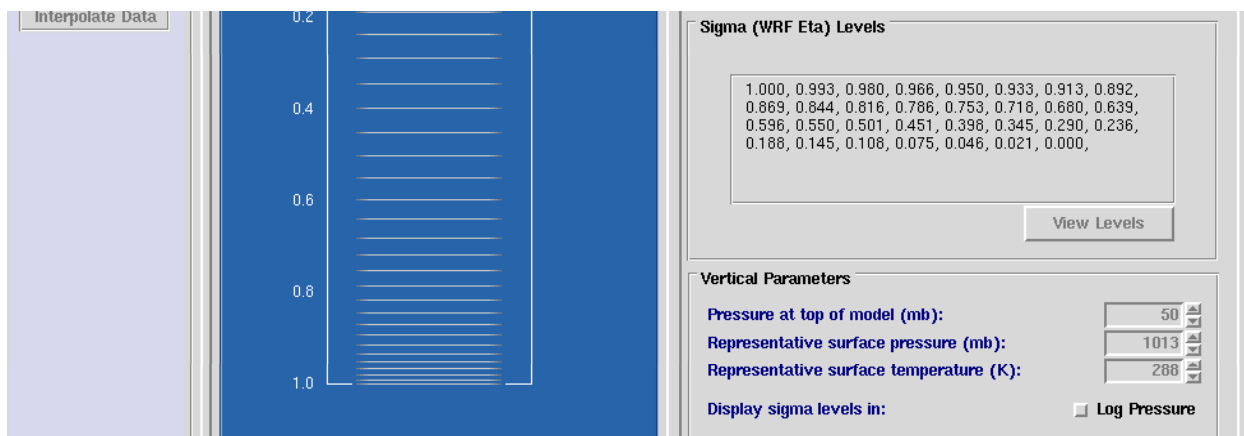 Interpolate Data
0.2
0.4
0.6
0.8
1.0
Sigma (WRF Eta) Levels
1.000, 0.993, 0.980, 0.966, 0.950, 0.933, 0.913, 0.892,
0.869, 0.844, 0.816, 0.786, 0.753, 0.718, 0.680, 0.639,
0.596, 0.550, 0.501, 0.451, 0.398, 0.345, 0.290, 0.236,
0.188, 0.145, 0.108, 0.075, 0.046, 0.021, 0.000,
View Levels
Vertical Parameters
Pressure at top of model (mb): 50
Representative surface pressure (mb): 1013
Representative surface temperature (K): 288
Display sigma levels in: Log Pressure